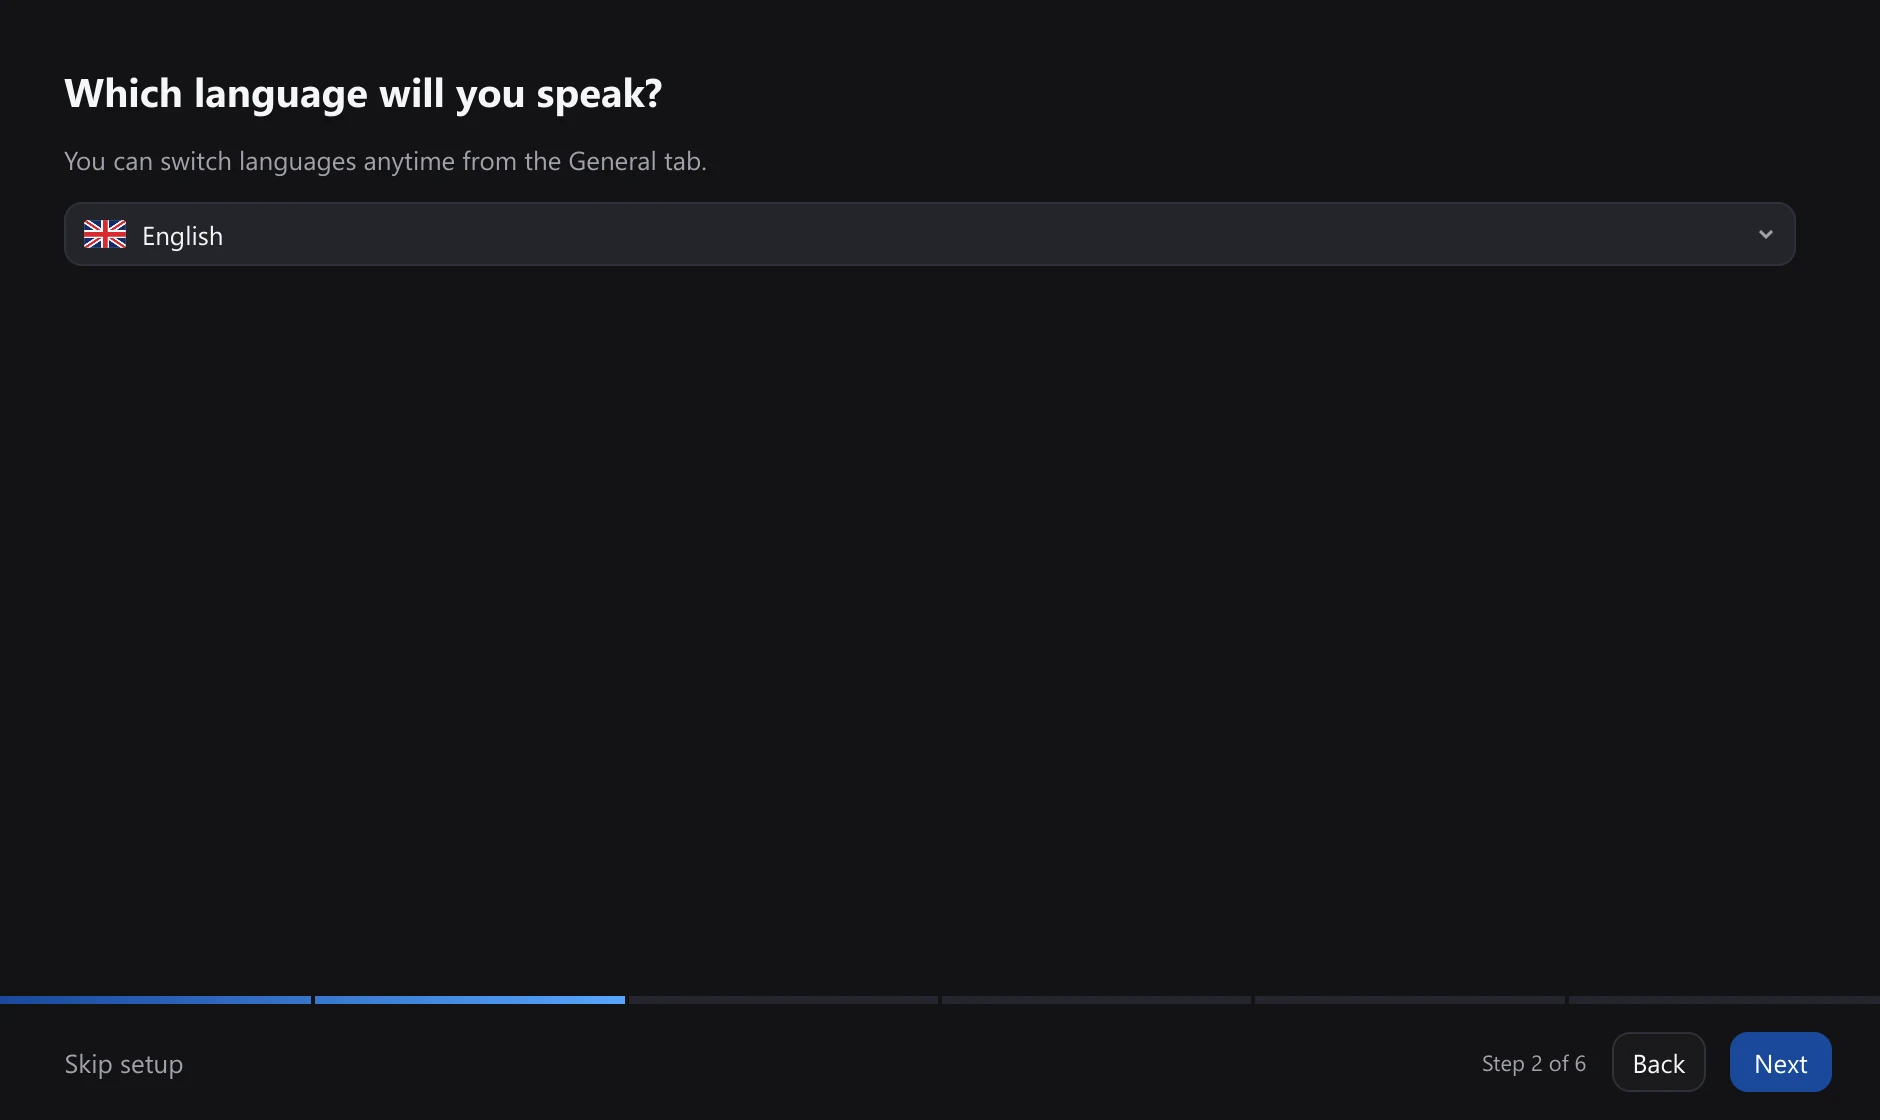 Which language will you speak?
You can switch languages anytime from the General tab.
English
Skip setup
Step 2 of 6
Back
Next